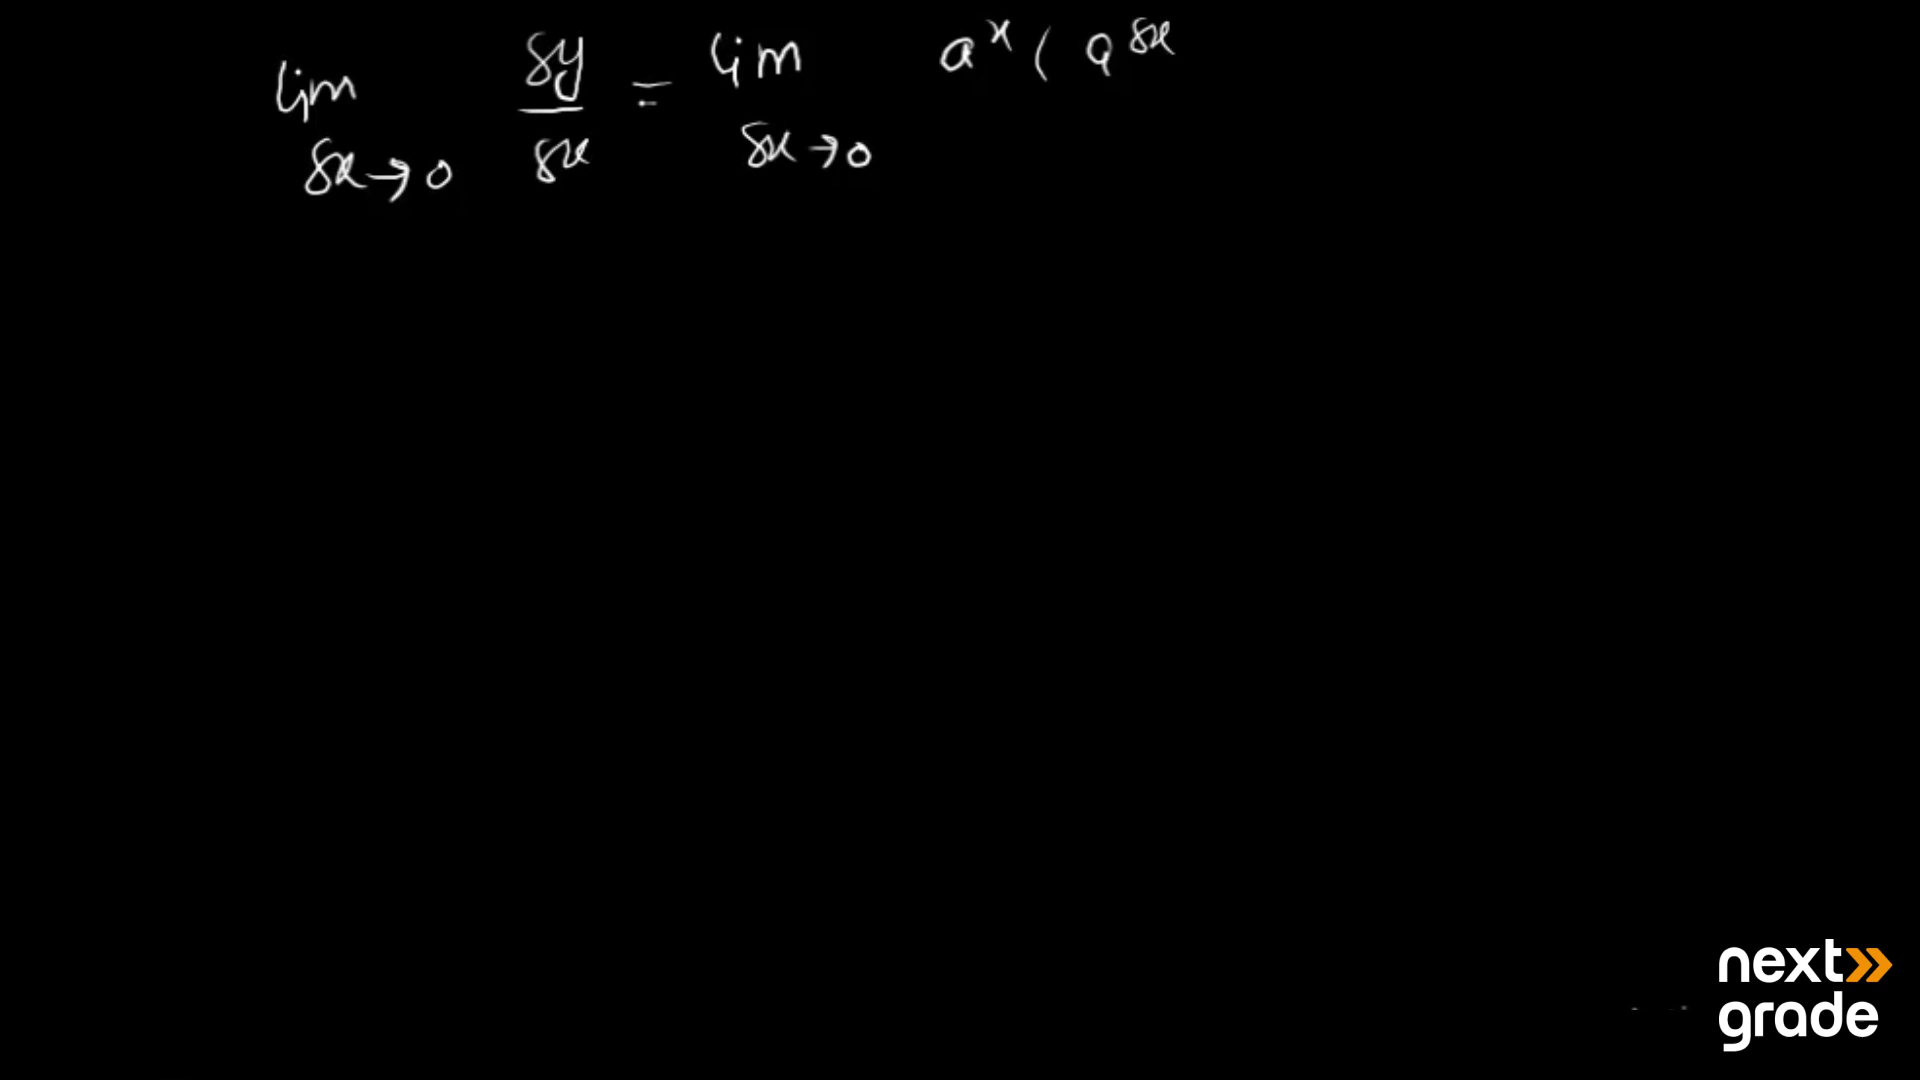 lim δy = lim a^x ( a^δx
δx→0 δx δx→0
next
grade